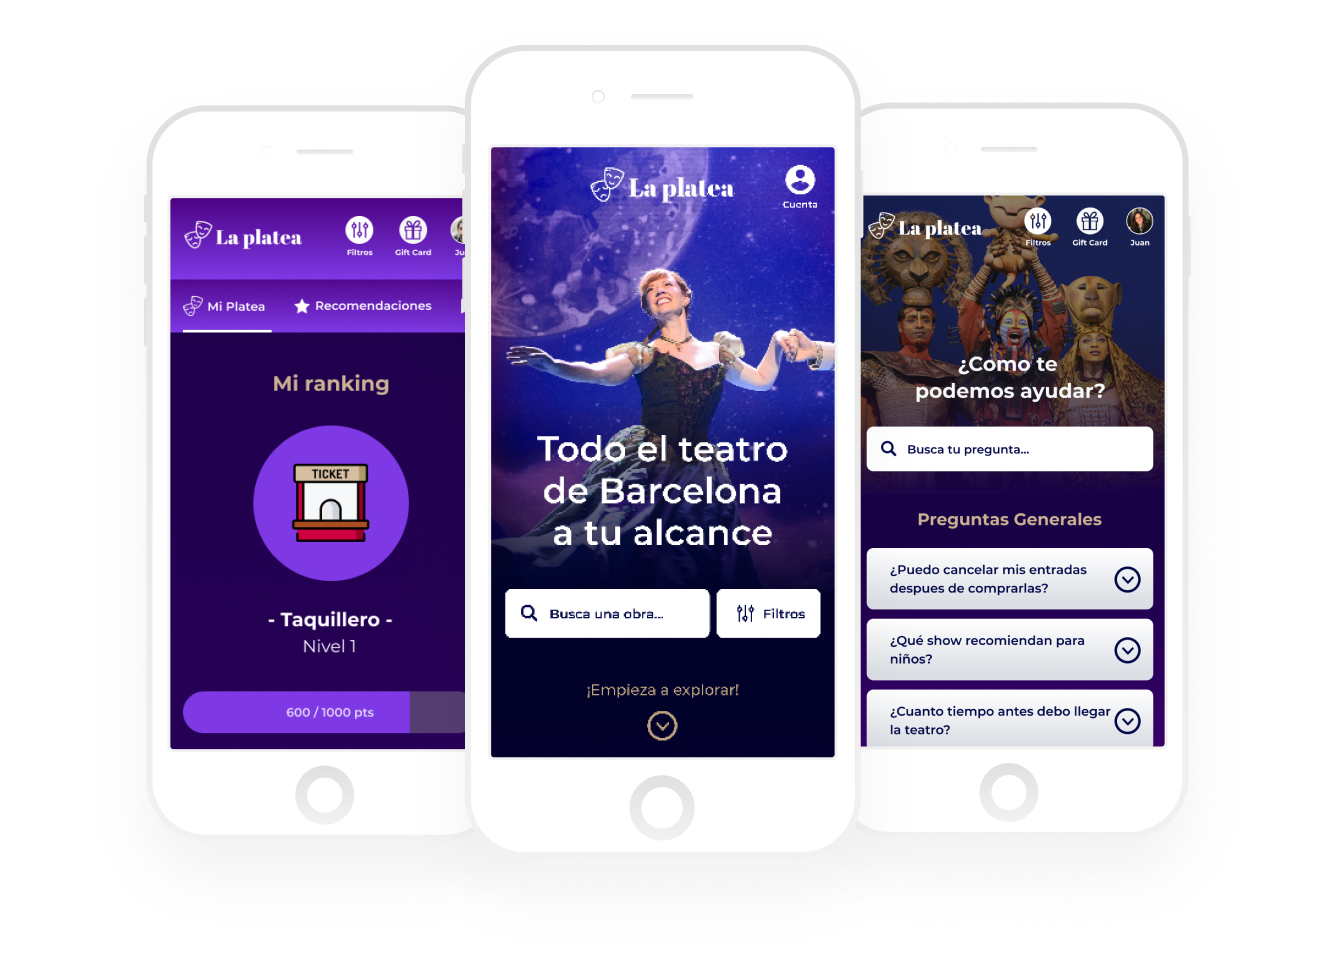 La platea
Filtros
Gift Card
Mi Platea
Recomendaciones
Mi ranking
TICKET
- Taquillero -
Nivel 1
600 / 1000 pts
La platea
Cuenta
Todo el teatro
de Barcelona
a tu alcance
Busca una obra...
Filtros
¡Empieza a explorar!
La platea
Filtros
Gift Card
Juan
¿Como te
podemos ayudar?
Busca tu pregunta...
Preguntas Generales
¿Puedo cancelar mis entradas
despues de comprarlas?
¿Qué show recomiendan para
niños?
¿Cuanto tiempo antes debo llegar
la teatro?